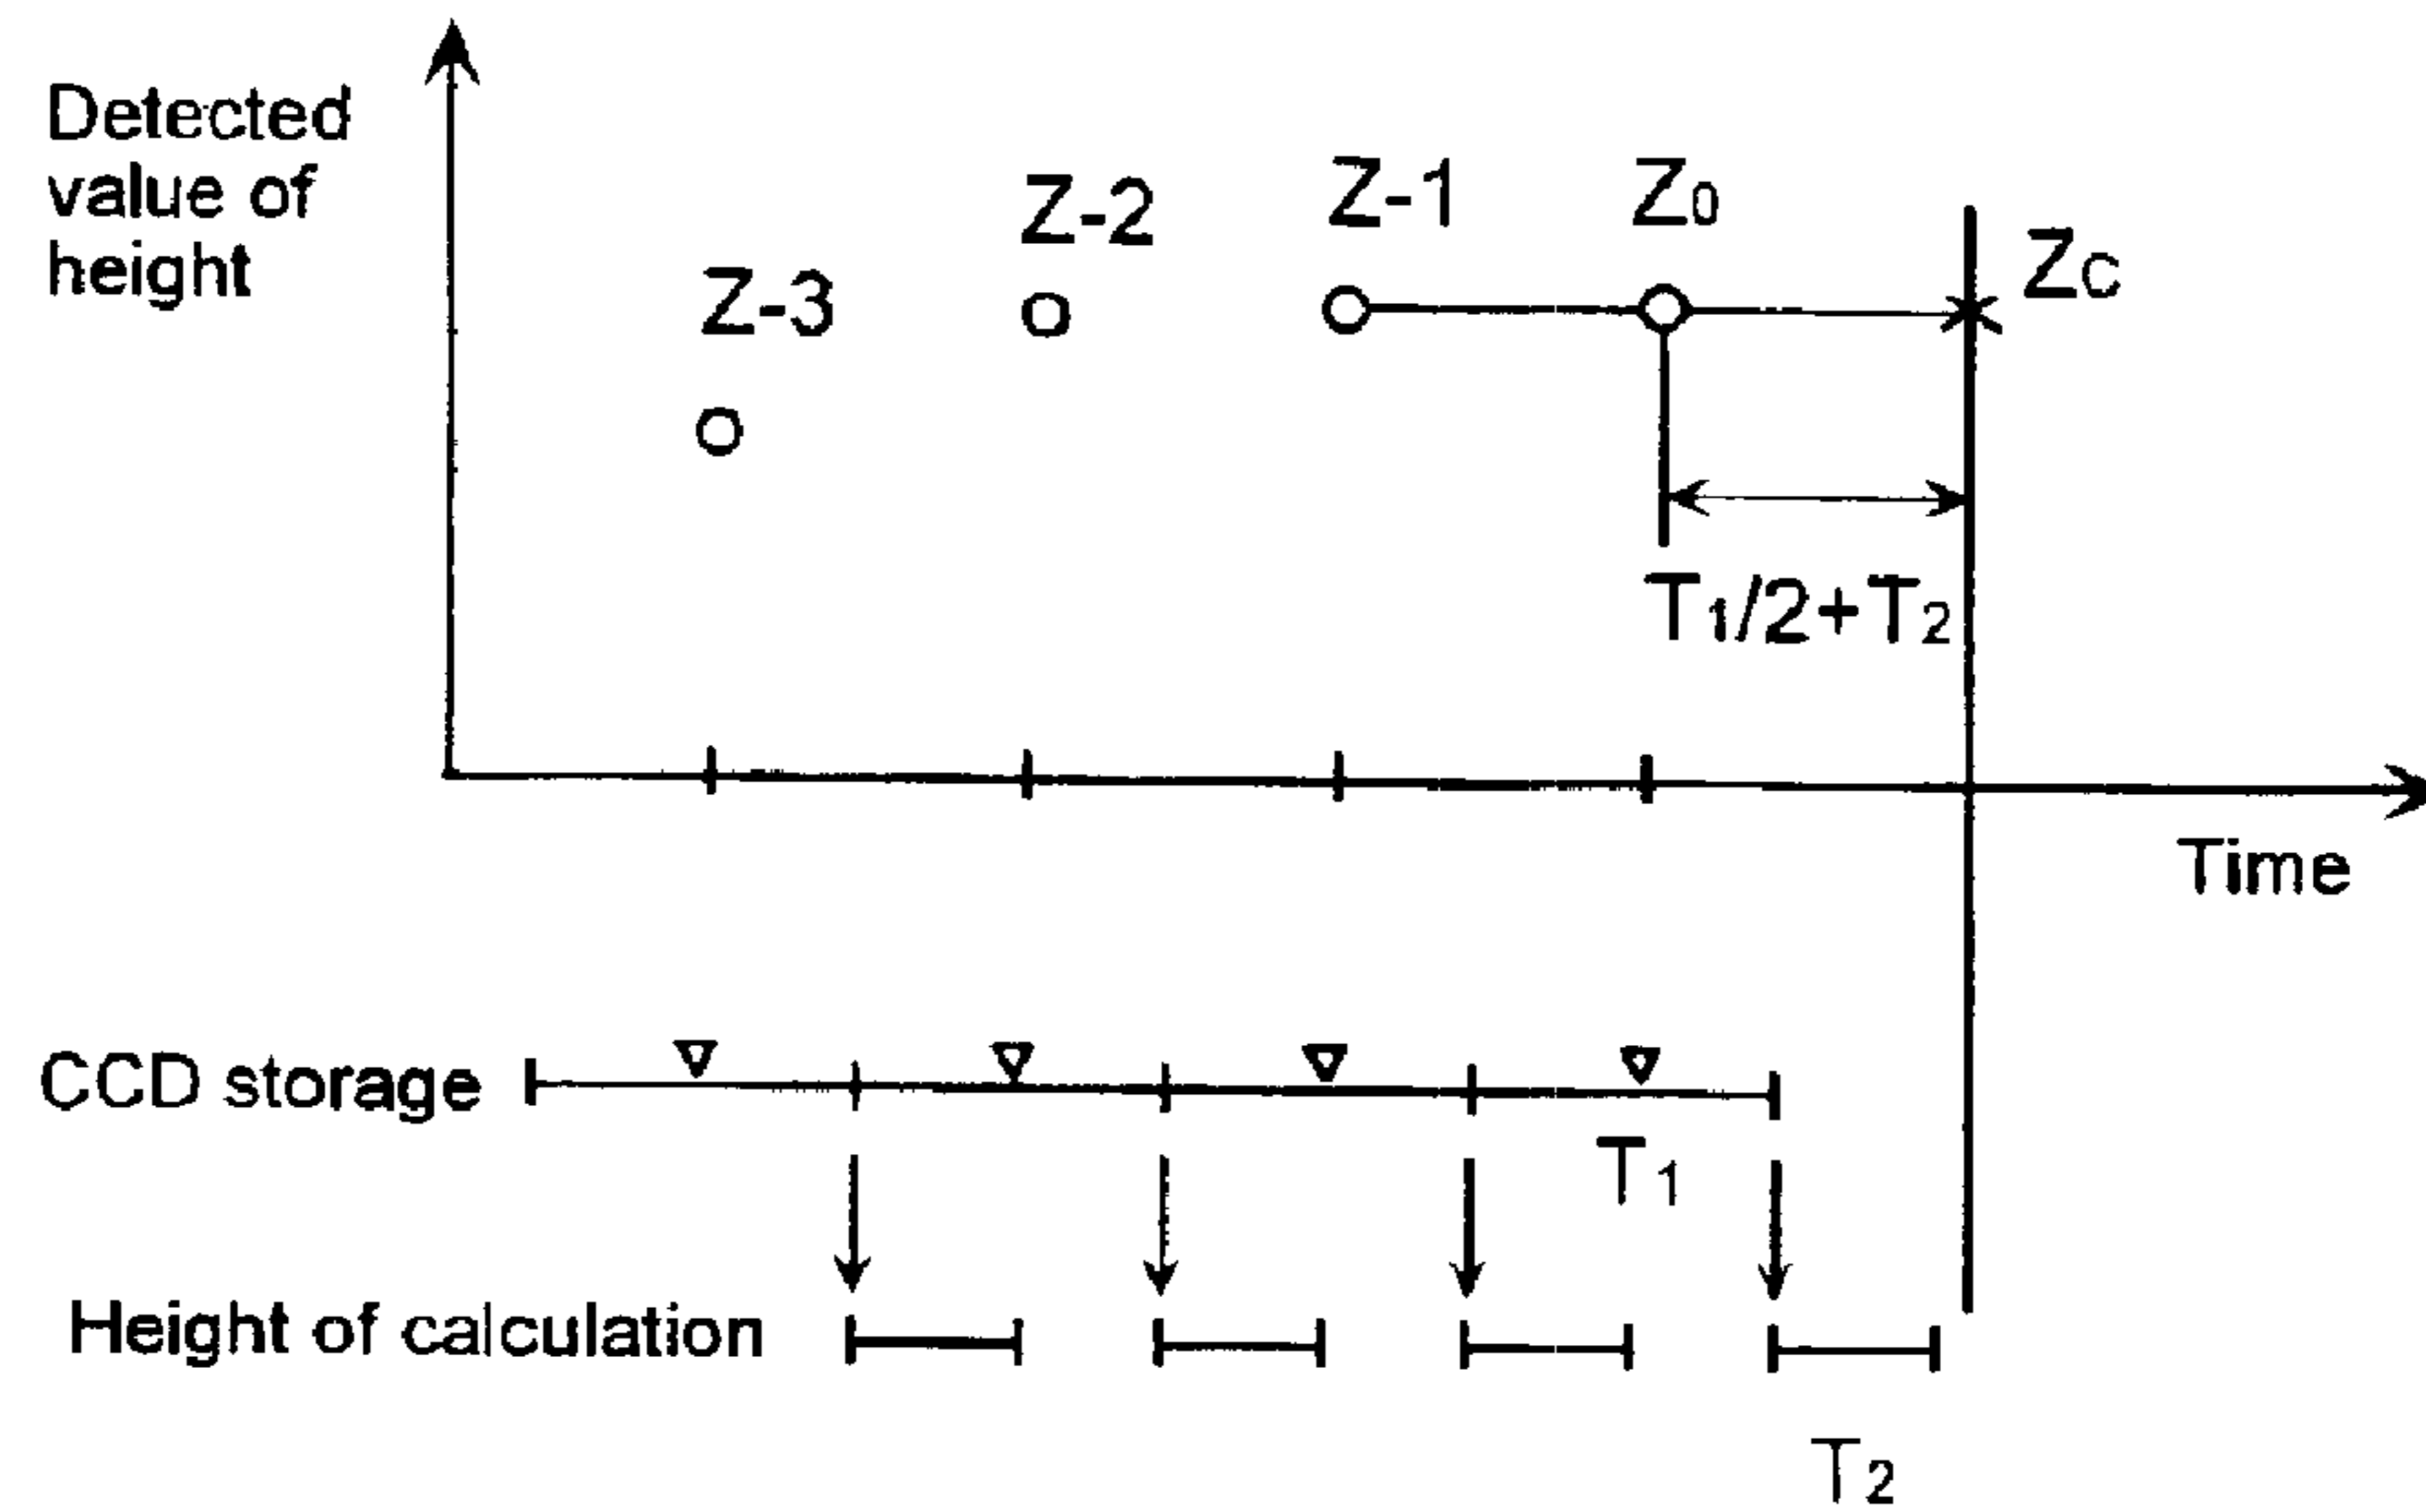 Detected
value of
height
Z-3
Z-2
Z-1
Z0
ZC
T1/2+T2
Time
CCD storage
T1
Height of calculation
T2